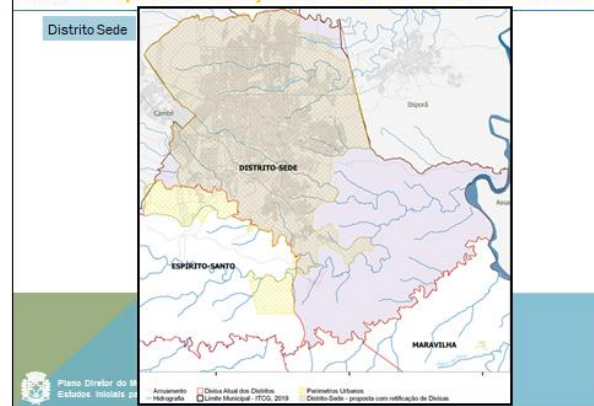 Distrito Sede
Cambé
Ibiporã
DISTRITO-SEDE
ESPÍRITO-SANTO
MARAVILHA
Arruamento
Hidrografia
Divisa Atual dos Distritos
Limite Municipal - ITCG, 2019
Perímetros Urbanos
Distrito-Sede - proposta com retificação de Divisas
Plano Diretor do
Estudos Iniciais